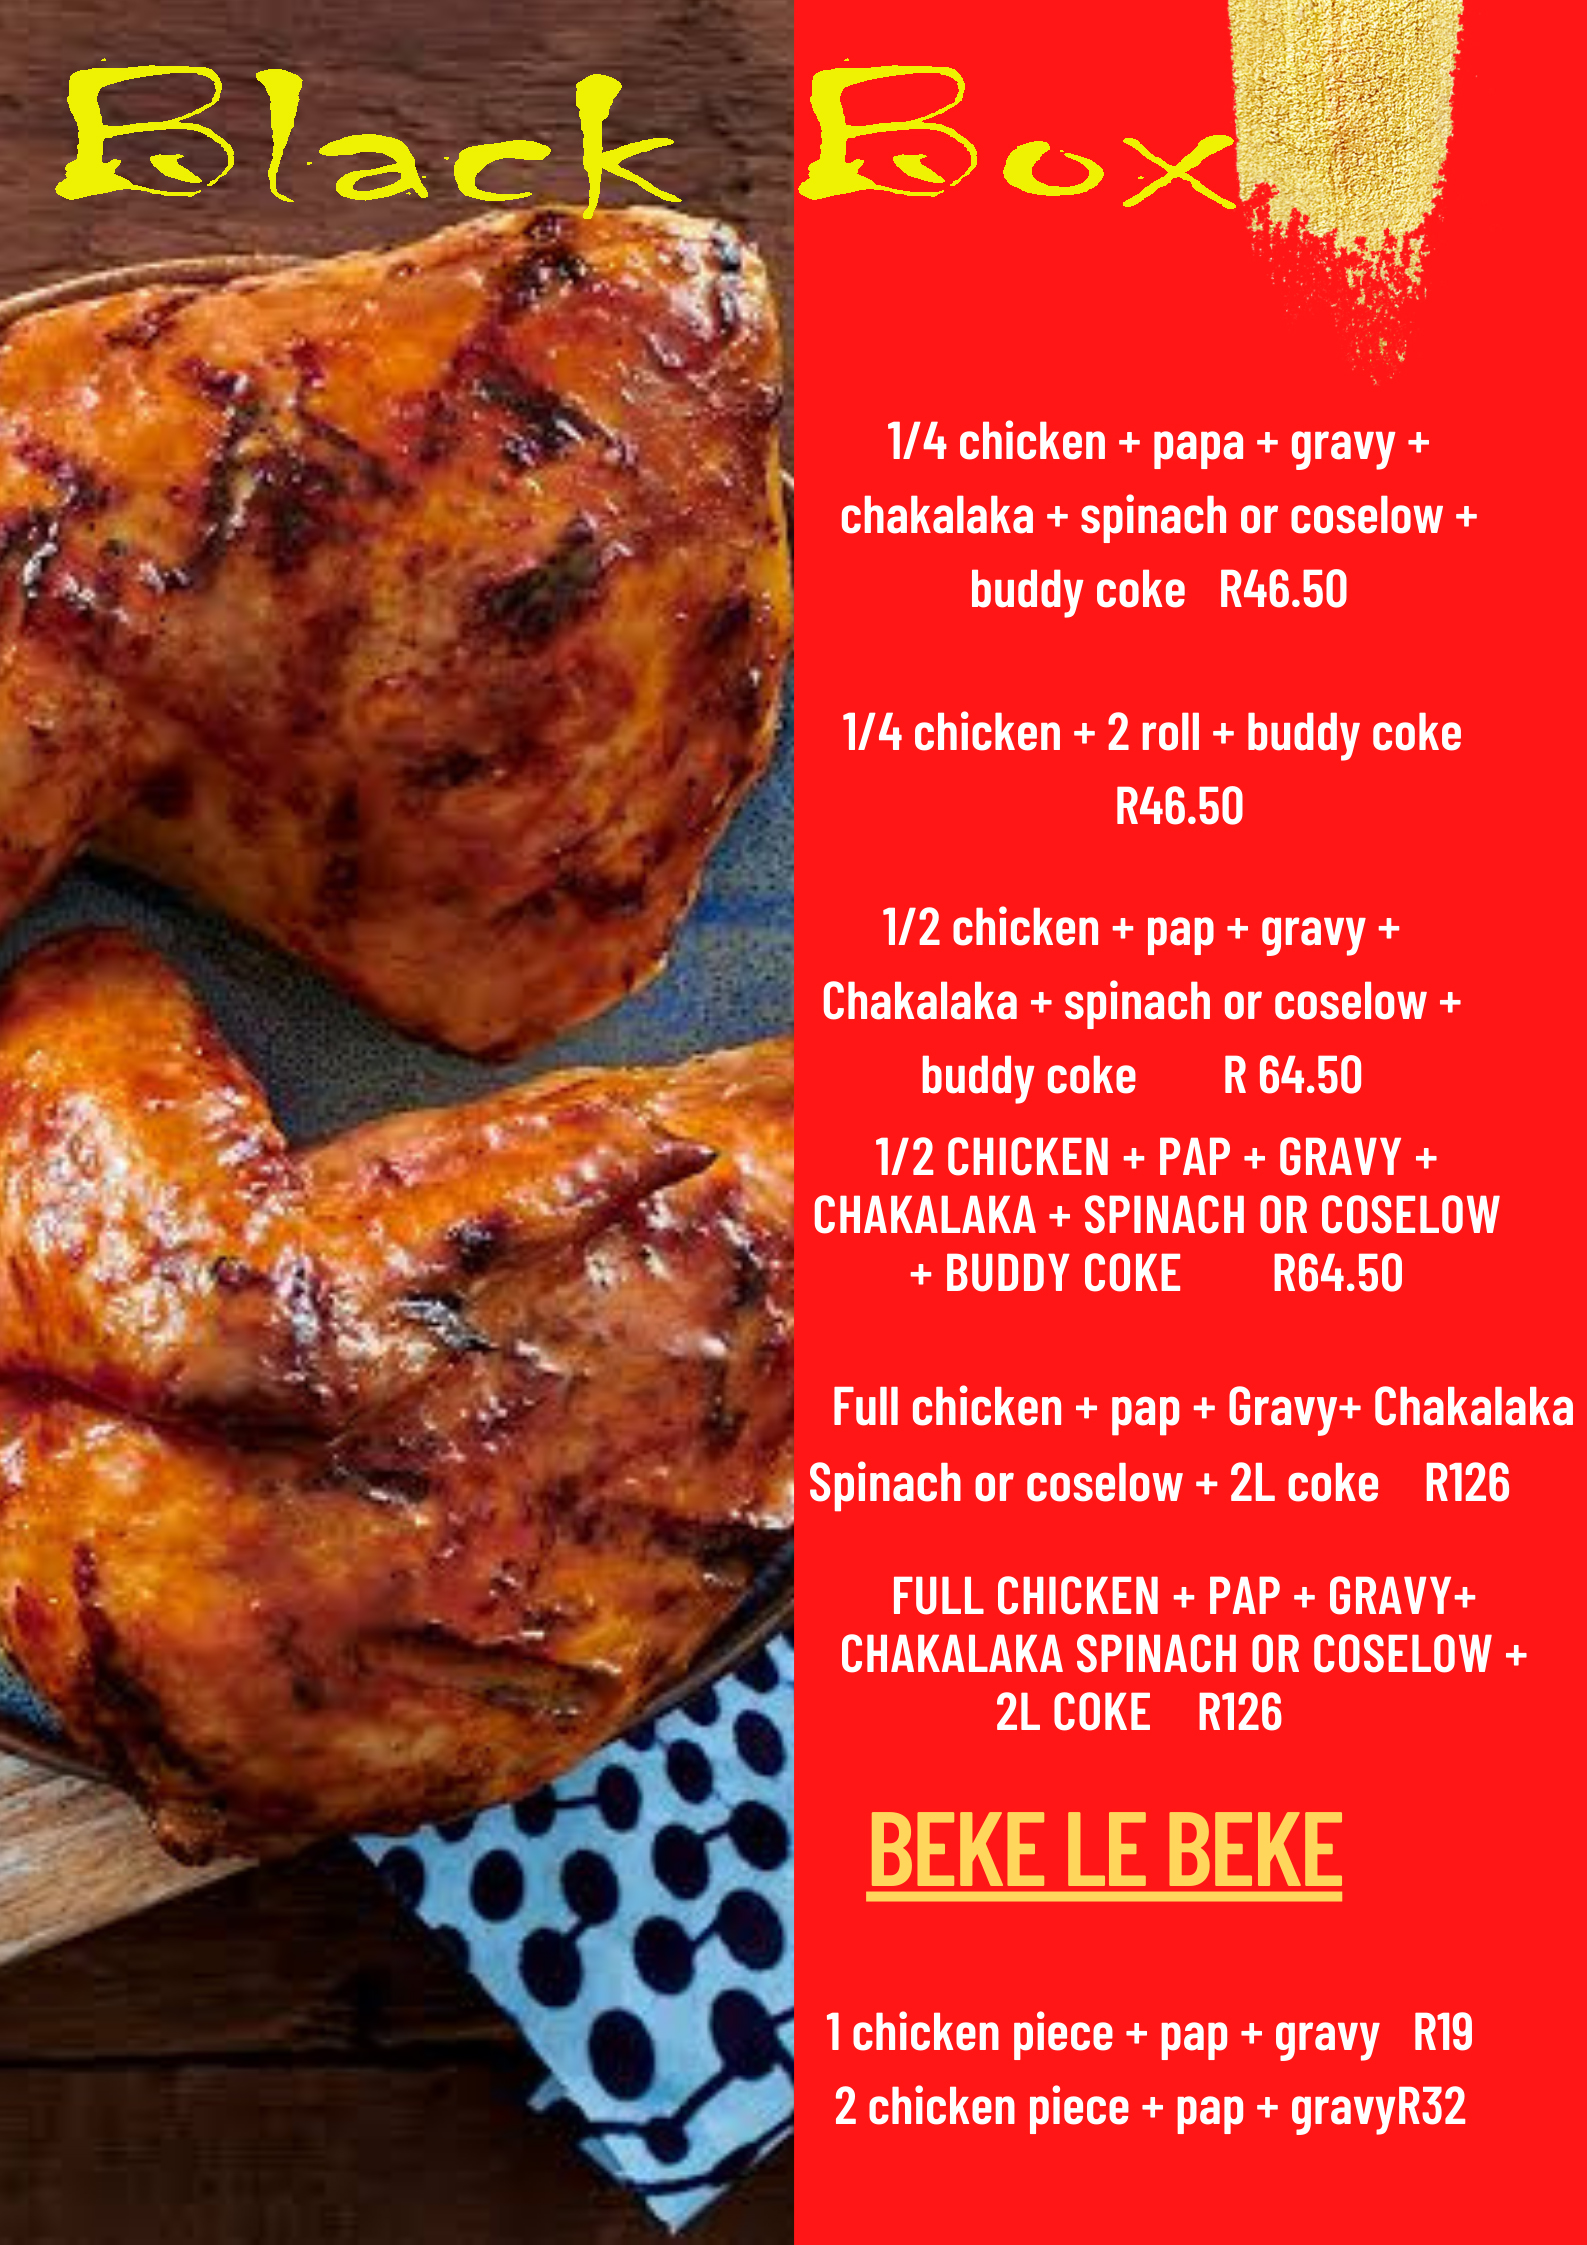 Black Box
1/4 chicken + papa + gravy +
chakalaka + spinach or coselow +
buddy coke R46.50
1/4 chicken + 2 roll + buddy coke
R46.50
1/2 chicken + pap + gravy +
Chakalaka + spinach or coselow +
buddy coke R 64.50
1/2 CHICKEN + PAP + GRAVY +
CHAKALAKA + SPINACH OR COSELOW
+ BUDDY COKE R64.50
Full chicken + pap + Gravy+ Chakalaka
Spinach or coselow + 2L coke R126
FULL CHICKEN + PAP + GRAVY+
CHAKALAKA SPINACH OR COSELOW +
2L COKE R126
BEKE LE BEKE
1 chicken piece + pap + gravy R19
2 chicken piece + pap + gravyR32